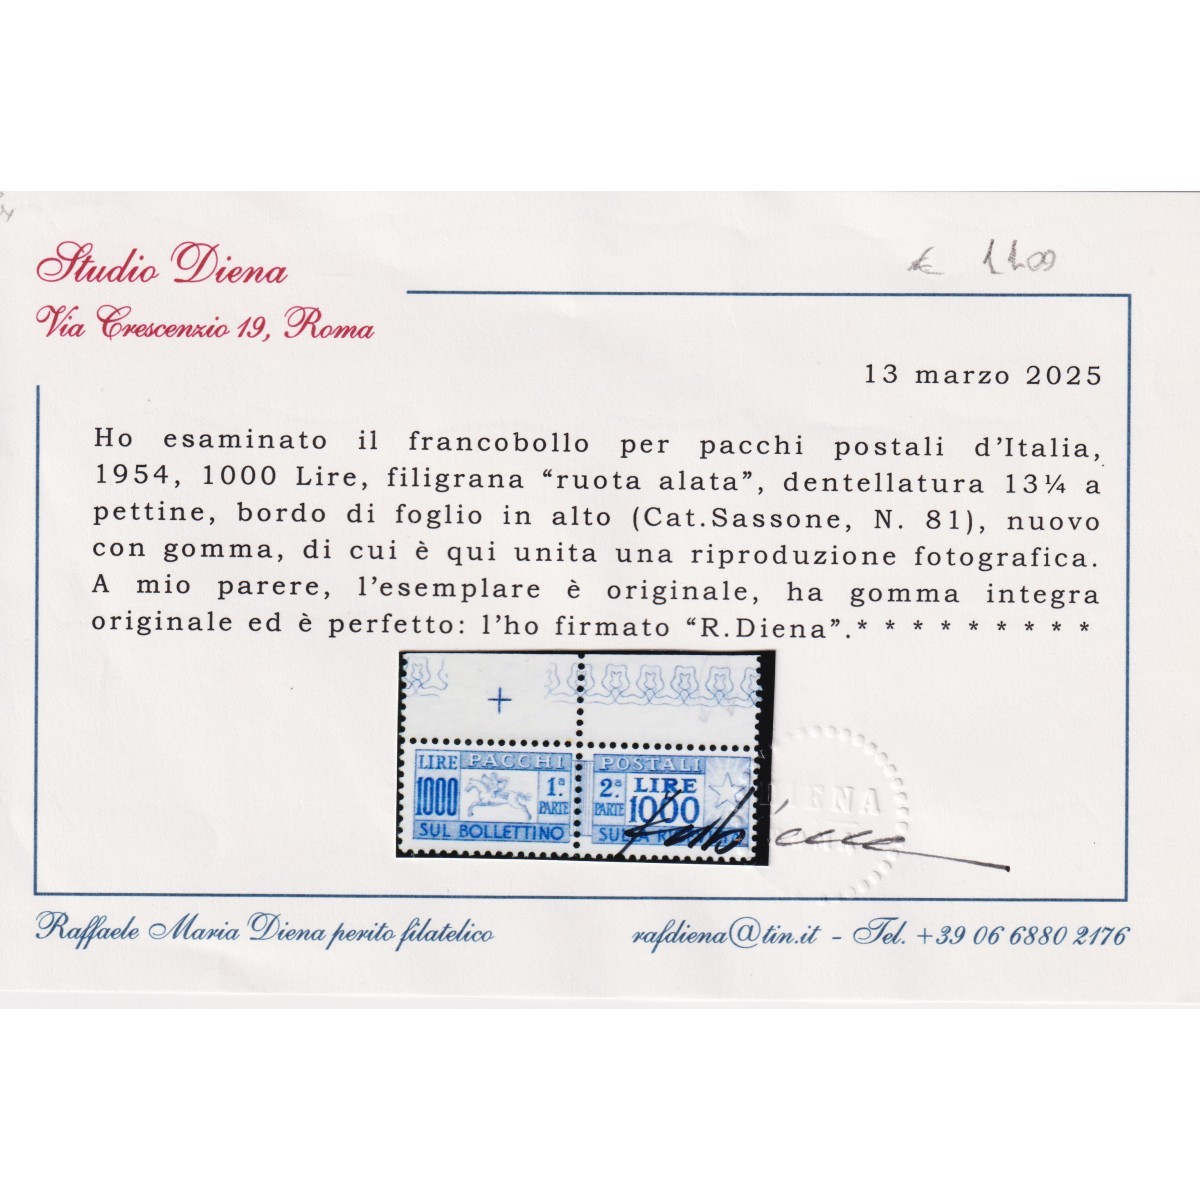 Studio Diena
Via Crescenzio 19, Roma
€
13 marzo 2025
Ho esaminato il francobollo per pacchi postali d'Italia,
1954, 1000 Lire, filigrana "ruota alata", dentellatura 13¼ a
pettine, bordo di foglio in alto (Cat.Sassone, N. 81), nuovo
con gomma, di cui è qui unita una riproduzione fotografica.
A mio parere, l'esemplare è originale, ha gomma integra
originale ed è perfetto: l'ho firmato "R.Diena".* * * * * * * * *
LIRE PACCHI POSTALI
1000 1ª PARTE 2ª PARTE LIRE 1000
SUL BOLLETTINO
DIENA
Raffaele Maria Diena perito filatelico
rafdiena@tin.it - Tel. +39 06 6880 2176